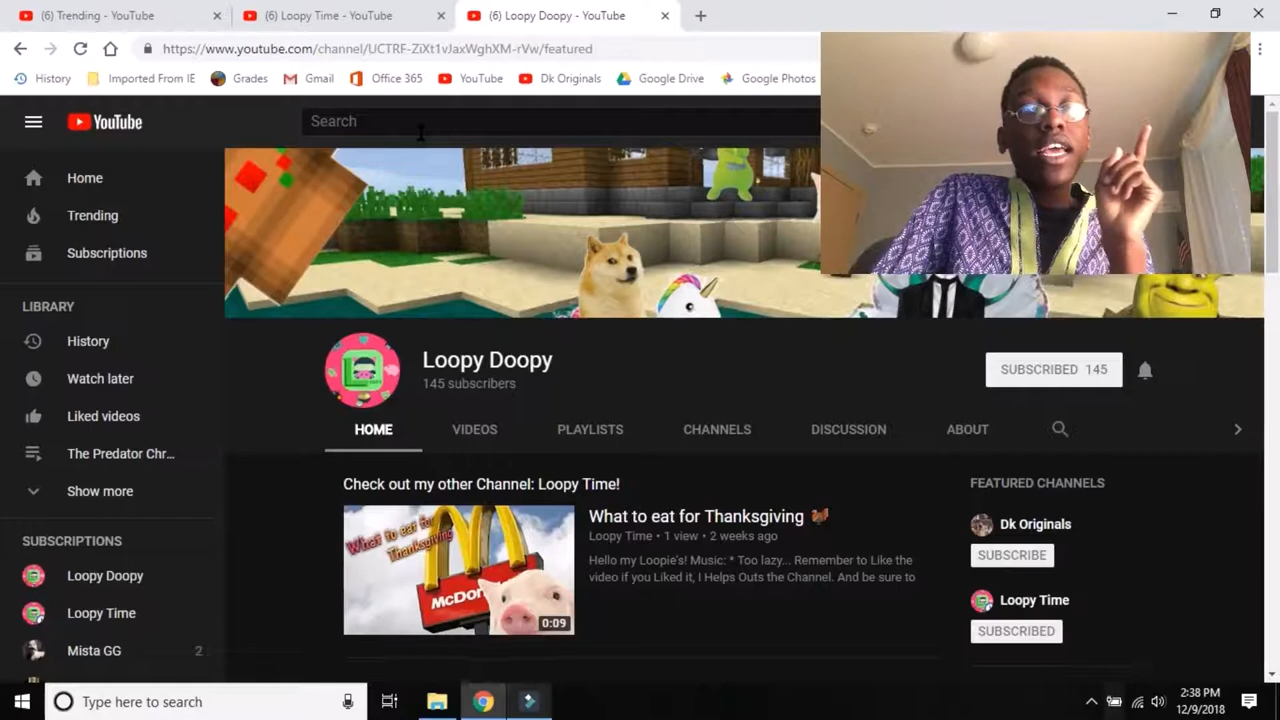 (6) Trending - YouTube
(6) Loopy Time - YouTube
(6) Loopy Doopy - YouTube
https://www.youtube.com/channel/UCTRF-ZiXt1vJaxWghXM-rVw/featured
History
Imported From IE
Grades
Gmail
Office 365
YouTube
Dk Originals
Google Drive
Google Photos
YouTube
Search
Home
Trending
Subscriptions
LIBRARY
History
Watch later
Liked videos
The Predator Chr...
Show more
SUBSCRIPTIONS
Loopy Doopy
Loopy Time
Mista GG 2
Loopy Doopy
145 subscribers
SUBSCRIBED 145
HOME
VIDEOS
PLAYLISTS
CHANNELS
DISCUSSION
ABOUT
Check out my other Channel: Loopy Time!
What to eat for
Thanksgiving
McDon
0:09
What to eat for Thanksgiving 🦃
Loopy Time • 1 view • 2 weeks ago
Hello my Loopie's! Music: * Too lazy... Remember to Like the
video if you Liked it, I Helps Outs the Channel. And be sure to
FEATURED CHANNELS
Dk Originals
SUBSCRIBE
Loopy Time
SUBSCRIBED
Type here to search
2:38 PM
12/9/2018